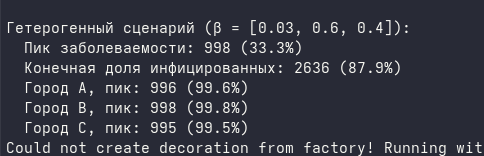 Гетерогенный сценарий (β = [0.03, 0.6, 0.4]):
Пик заболеваемости: 998 (33.3%)
Конечная доля инфицированных: 2636 (87.9%)
Город A, пик: 996 (99.6%)
Город B, пик: 998 (99.8%)
Город C, пик: 995 (99.5%)
Could not create decoration from factory! Running wit